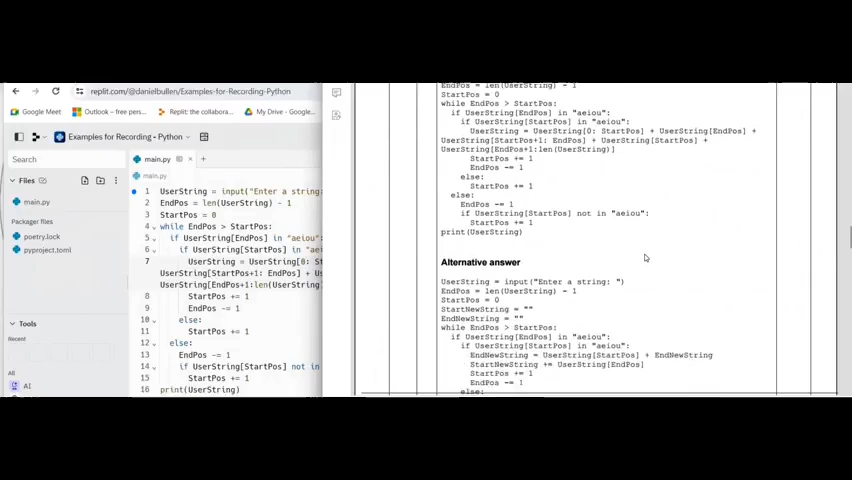 replit.com/@danielbullen/Examples-for-Recording-Python
Google Meet
Outlook – free pers...
Replit: the collabora...
My Drive - Google...
Examples for Recording • Python
Search
main.py
Files
main.py
Packager files
poetry.lock
pyproject.toml
Tools
Recent
All
AI
main.py
1 UserString = input("Enter a string:
2 EndPos = len(UserString) - 1
3 StartPos = 0
4 while EndPos > StartPos:
5 if UserString[EndPos] in "aeiou":
6 if UserString[StartPos] in "ae
7 UserString = UserString[0: St
UserString[StartPos+1: EndPos] + U
UserString[EndPos+1:len(UserString
8 StartPos += 1
9 EndPos -= 1
10 else:
11 StartPos += 1
12 else:
13 EndPos -= 1
14 if UserString[StartPos] not in
15 StartPos += 1
16 print(UserString)
EndPos = len(UserString) - 1
StartPos = 0
while EndPos > StartPos:
if UserString[EndPos] in "aeiou":
if UserString[StartPos] in "aeiou":
UserString = UserString[0: StartPos] + UserString[EndPos] +
UserString[StartPos+1: EndPos] + UserString[StartPos] +
UserString[EndPos+1:len(UserString)]
StartPos += 1
EndPos -= 1
else:
StartPos += 1
else:
EndPos -= 1
if UserString[StartPos] not in "aeiou":
StartPos += 1
print(UserString)
Alternative answer
UserString = input("Enter a string: ")
EndPos = len(UserString) - 1
StartPos = 0
StartNewString = ""
EndNewString = ""
while EndPos > StartPos:
if UserString[EndPos] in "aeiou":
if UserString[StartPos] in "aeiou":
EndNewString = UserString[StartPos] + EndNewString
StartNewString += UserString[EndPos]
StartPos += 1
EndPos -= 1
else: